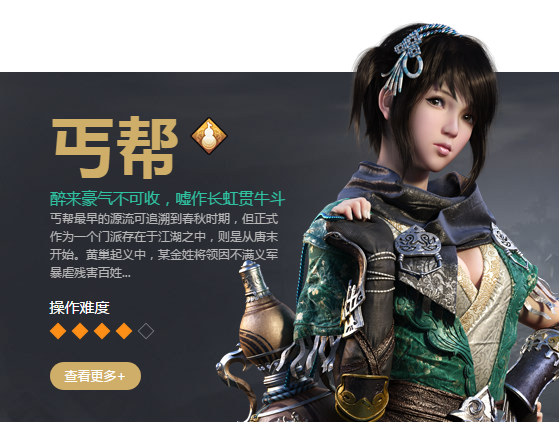 丐帮
醉来豪气不可收，嘘作长虹贯牛斗
丐帮最早的源流可追溯到春秋时期，但正式
作为一个门派存在于江湖之中，则是从唐末
开始。黄巢起义中，某金姓将领因不满义军
暴虐残害百姓...
操作难度
查看更多+